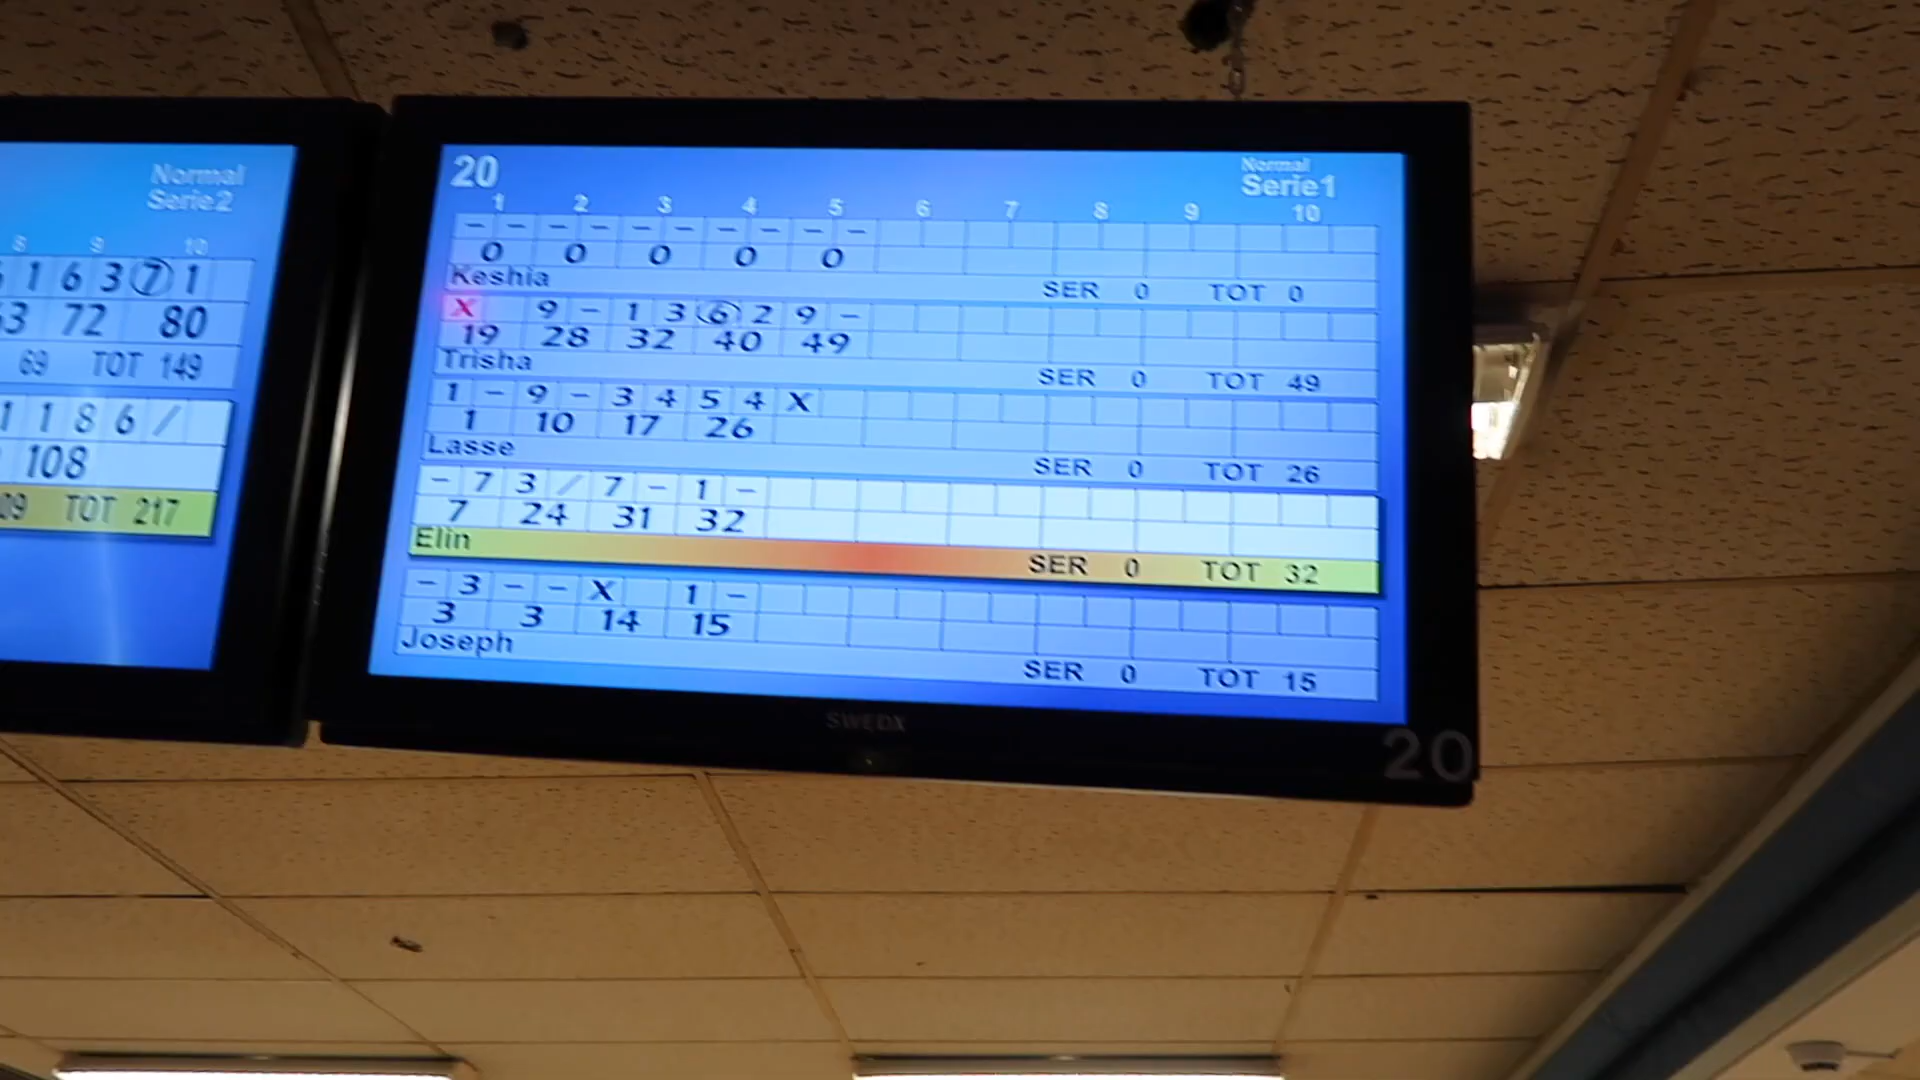 Normal
Serie2
8 9 10
1 6 3 7 1
72 80
69 TOT 149
1 1 8 6 /
108
TOT 217
20
Normal
Serie1
1 2 3 4 5 6 7 8 9 10
- - - - - - - - - -
0 0 0 0 0
Keshia SER 0 TOT 0
X 9 - 1 3 6 2 9 -
19 28 32 40 49
Trisha SER 0 TOT 49
1 - 9 - 3 4 5 4 X
1 10 17 26
Lasse SER 0 TOT 26
- 7 3 / 7 - 1 -
7 24 31 32
Elin SER 0 TOT 32
- 3 - - X 1 -
3 3 14 15
Joseph SER 0 TOT 15
SWEDX
20